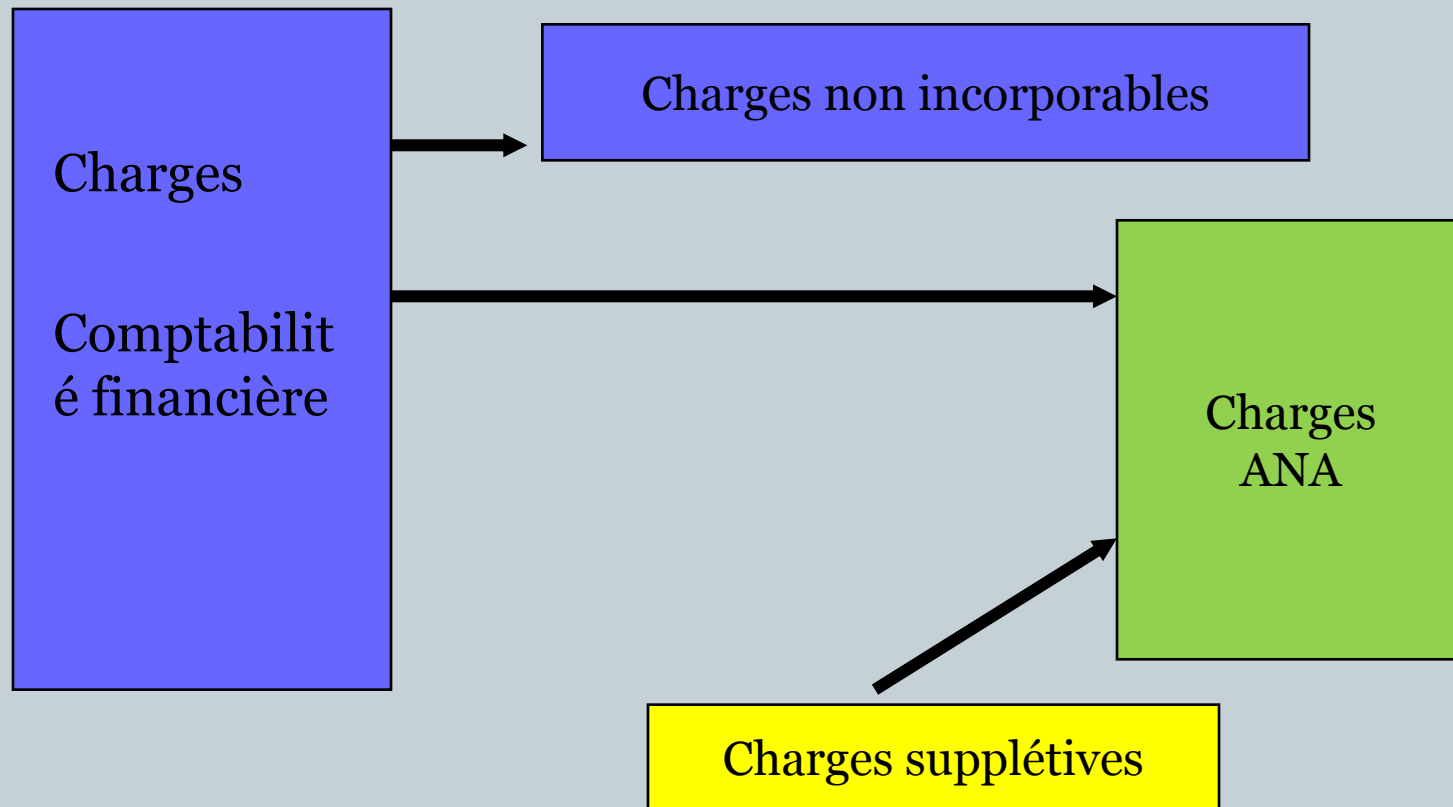 Charges
Comptabilit
é financière
Charges non incorporables
Charges
ANA
Charges supplétives